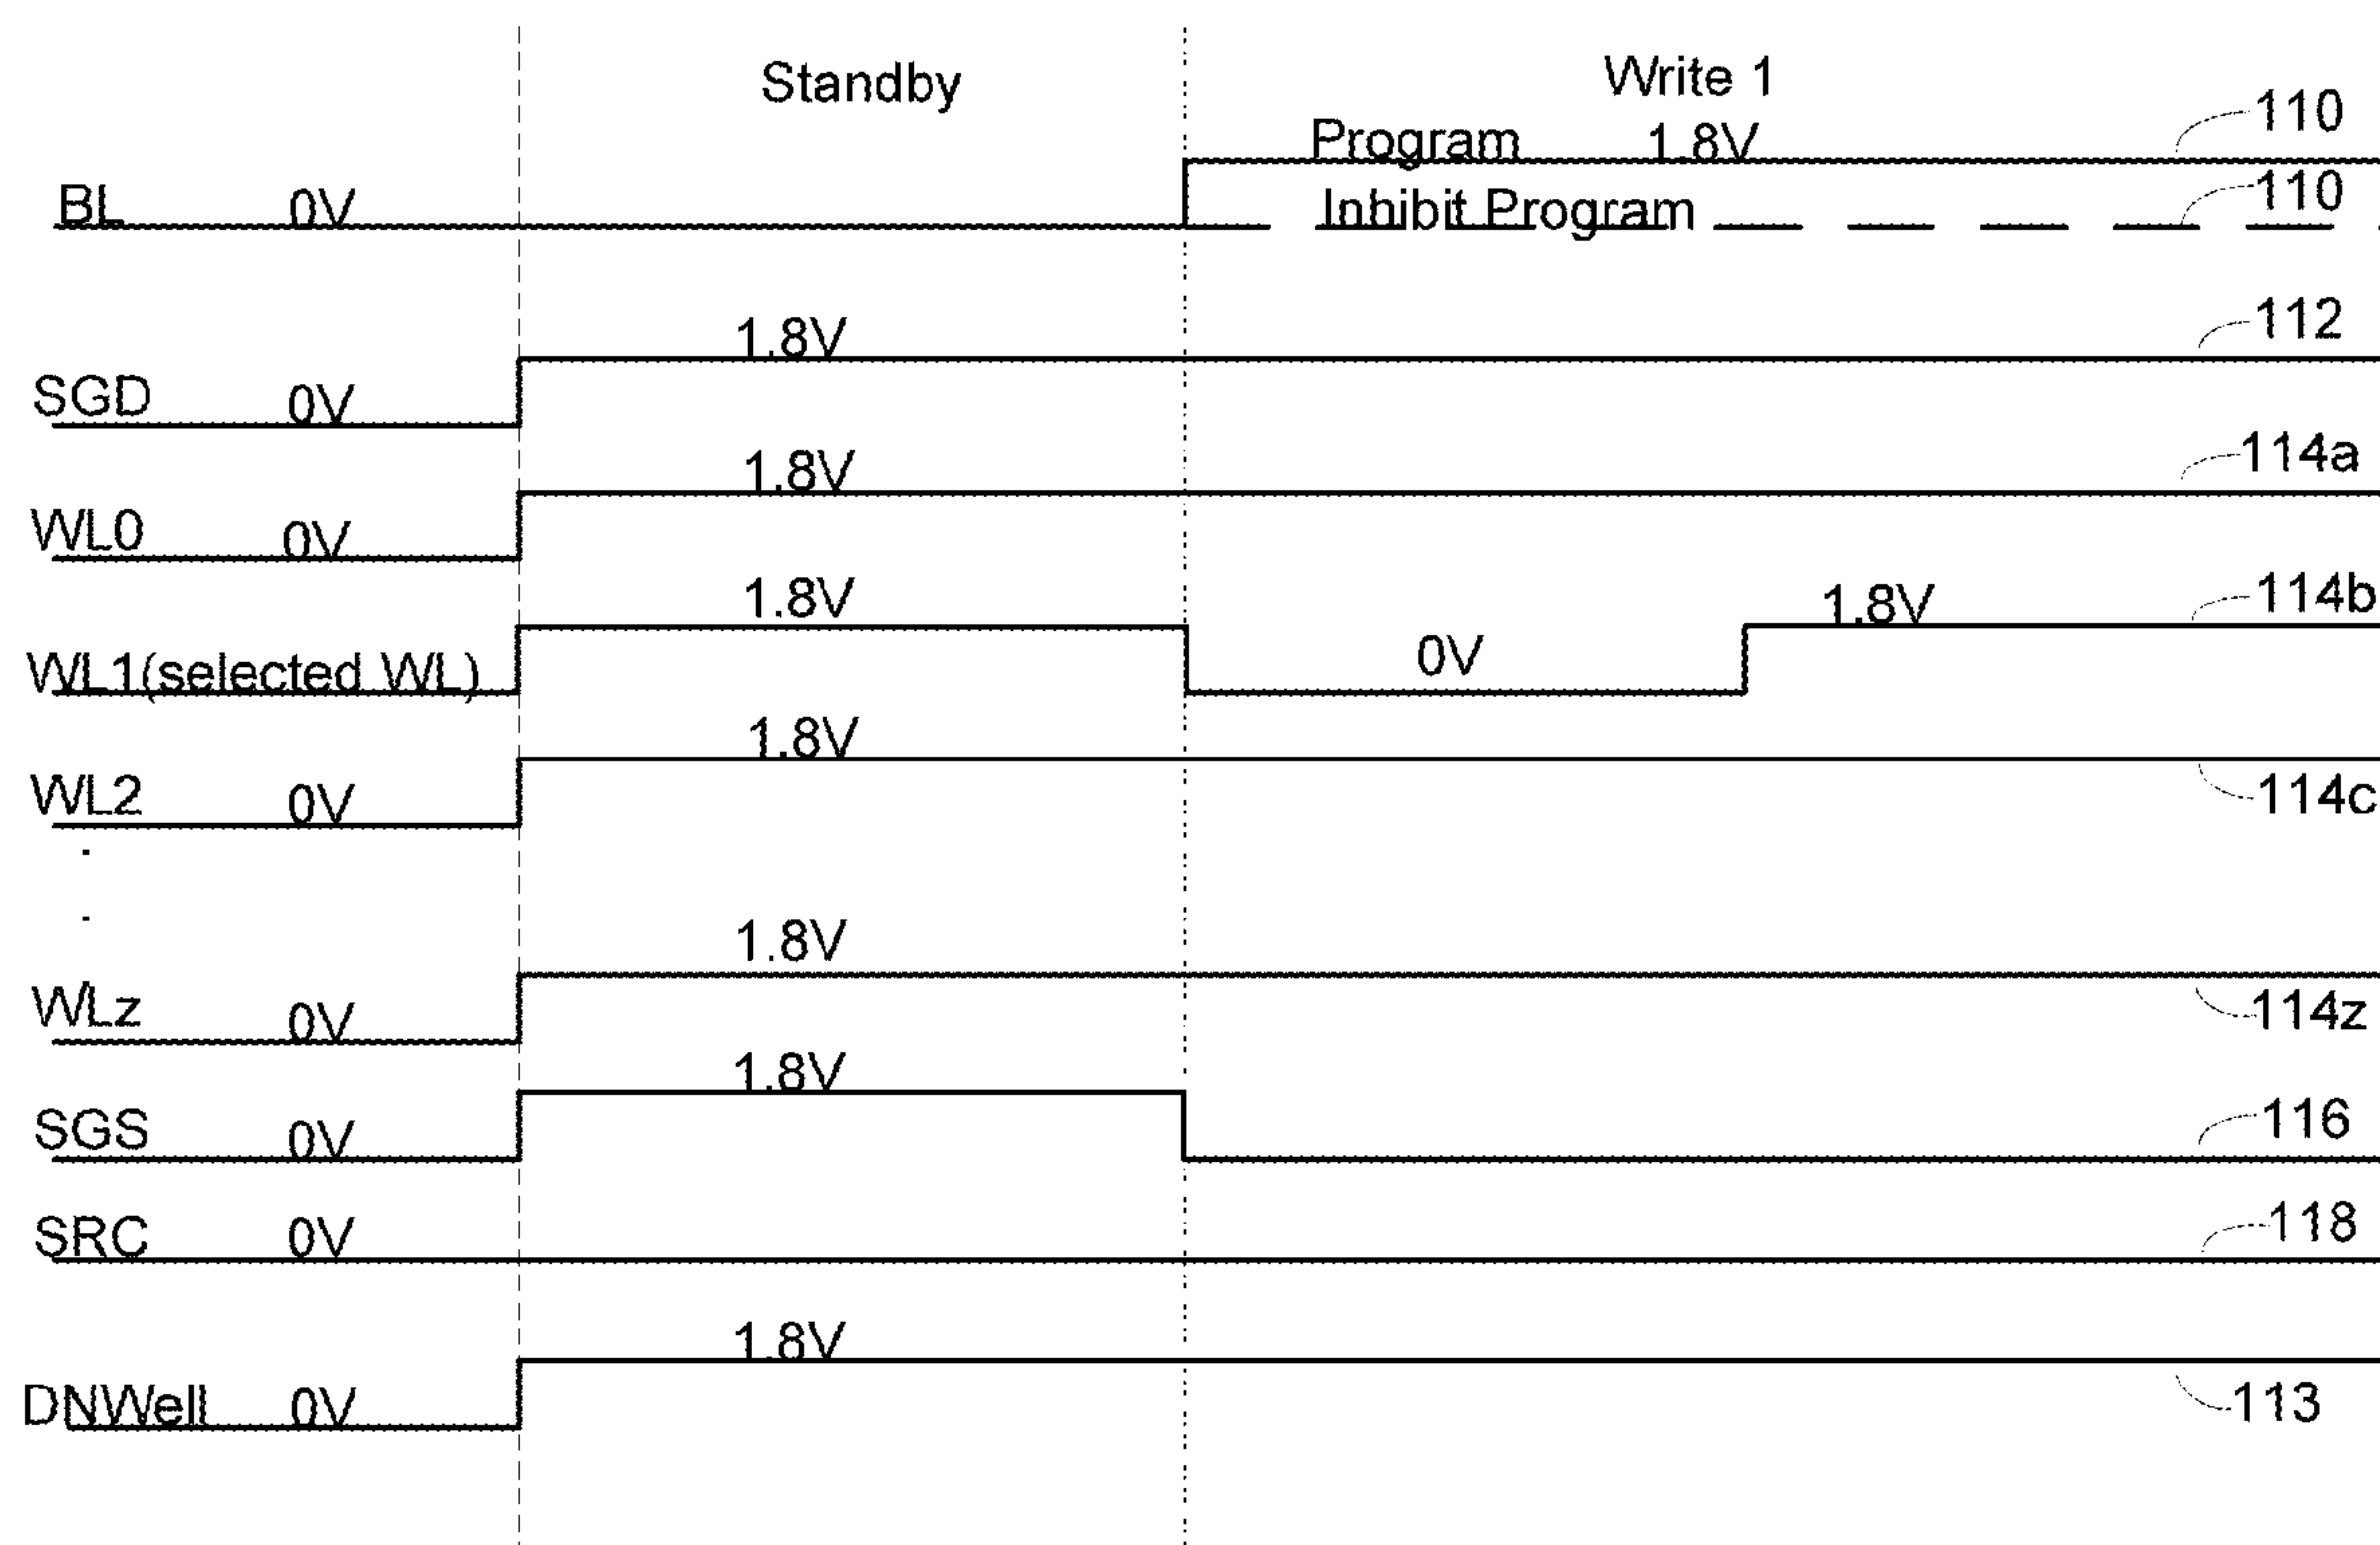 Standby
Write 1
Program 1.8V
110
BL 0V
Inhibit Program
110
1.8V
112
SGD 0V
1.8V
114a
WL0 0V
1.8V
1.8V
114b
WL1(selected WL)
0V
1.8V
WL2 0V
114c
.
.
1.8V
WLz 0V
114z
1.8V
SGS 0V
116
SRC 0V
118
1.8V
DNWell 0V
113